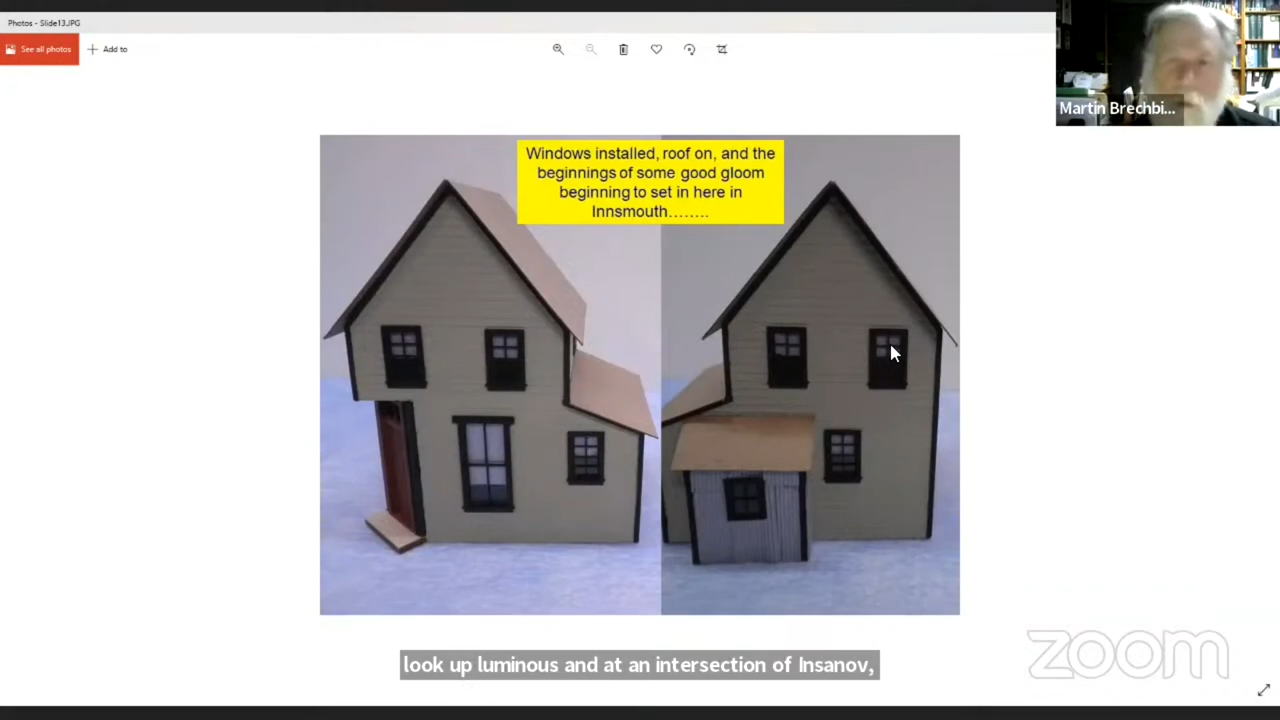 Photos - Slide13.JPG
See all photos
Add to
Martin Brechbi...
Windows installed, roof on, and the
beginnings of some good gloom
beginning to set in here in
Innsmouth........
look up luminous and at an intersection of Insanov,
zoom